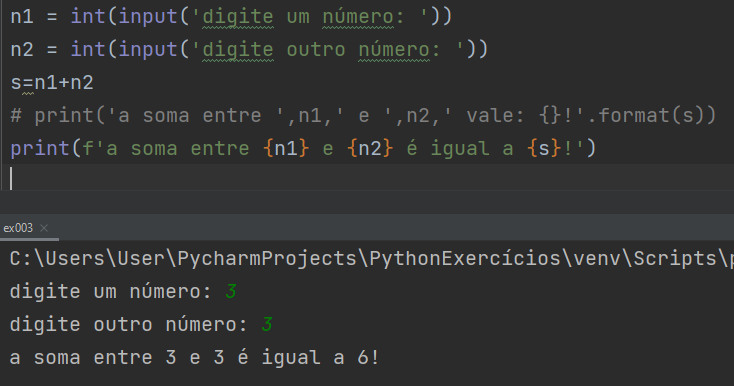 n1 = int(input('digite um número: '))
n2 = int(input('digite outro número: '))
s=n1+n2
# print('a soma entre ',n1,' e ',n2,' vale: {}!'.format(s))
print(f'a soma entre {n1} e {n2} é igual a {s}!')
ex003 ×
C:\Users\User\PycharmProjects\PythonExercícios\venv\Scripts\p
digite um número: 3
digite outro número: 3
a soma entre 3 e 3 é igual a 6!